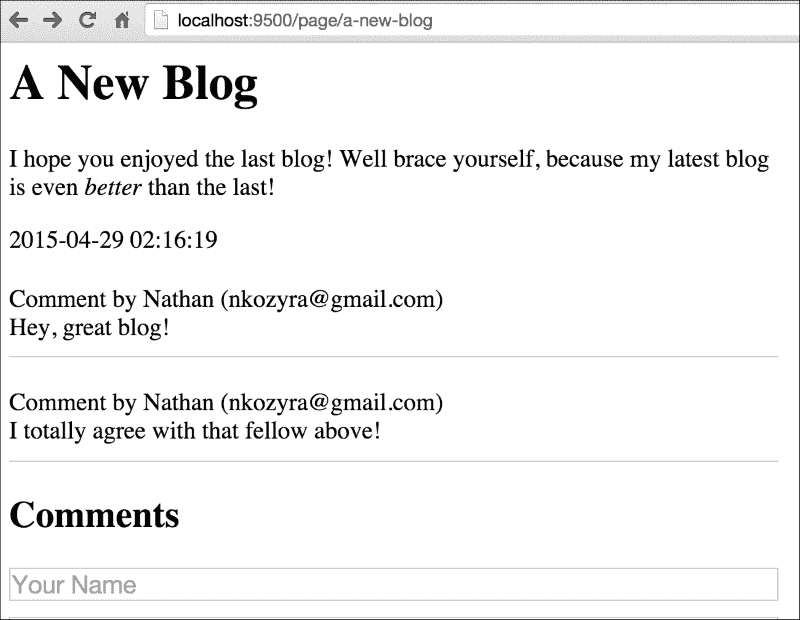 localhost:9500/page/a-new-blog
A New Blog
I hope you enjoyed the last blog! Well brace yourself, because my latest blog
is even better than the last!
2015-04-29 02:16:19
Comment by Nathan (nkozyra@gmail.com)
Hey, great blog!
Comment by Nathan (nkozyra@gmail.com)
I totally agree with that fellow above!
Comments
Your Name